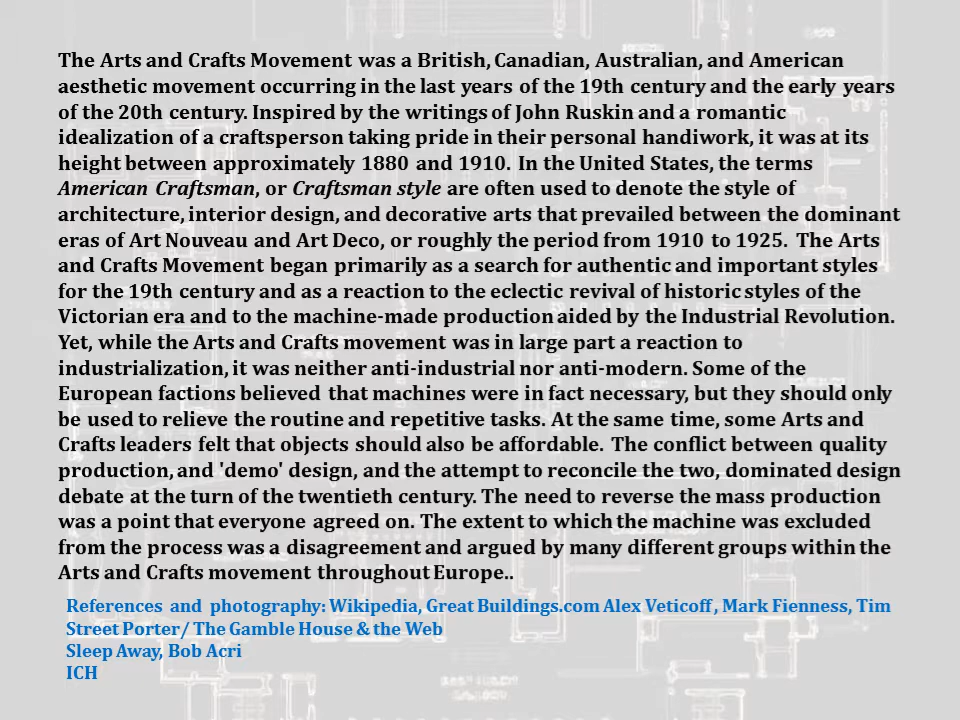 The Arts and Crafts Movement was a British, Canadian, Australian, and American
aesthetic movement occurring in the last years of the 19th century and the early years
of the 20th century. Inspired by the writings of John Ruskin and a romantic
idealization of a craftsperson taking pride in their personal handiwork, it was at its
height between approximately 1880 and 1910. In the United States, the terms
American Craftsman, or Craftsman style are often used to denote the style of
architecture, interior design, and decorative arts that prevailed between the dominant
eras of Art Nouveau and Art Deco, or roughly the period from 1910 to 1925. The Arts
and Crafts Movement began primarily as a search for authentic and important styles
for the 19th century and as a reaction to the eclectic revival of historic styles of the
Victorian era and to the machine-made production aided by the Industrial Revolution.
Yet, while the Arts and Crafts movement was in large part a reaction to
industrialization, it was neither anti-industrial nor anti-modern. Some of the
European factions believed that machines were in fact necessary, but they should only
be used to relieve the routine and repetitive tasks. At the same time, some Arts and
Crafts leaders felt that objects should also be affordable. The conflict between quality
production, and 'demo' design, and the attempt to reconcile the two, dominated design
debate at the turn of the twentieth century. The need to reverse the mass production
was a point that everyone agreed on. The extent to which the machine was excluded
from the process was a disagreement and argued by many different groups within the
Arts and Crafts movement throughout Europe..
References and photography: Wikipedia, Great Buildings.com Alex Veticoff, Mark Fienness, Tim
Street Porter/ The Gamble House & the Web
Sleep Away, Bob Acri
ICH